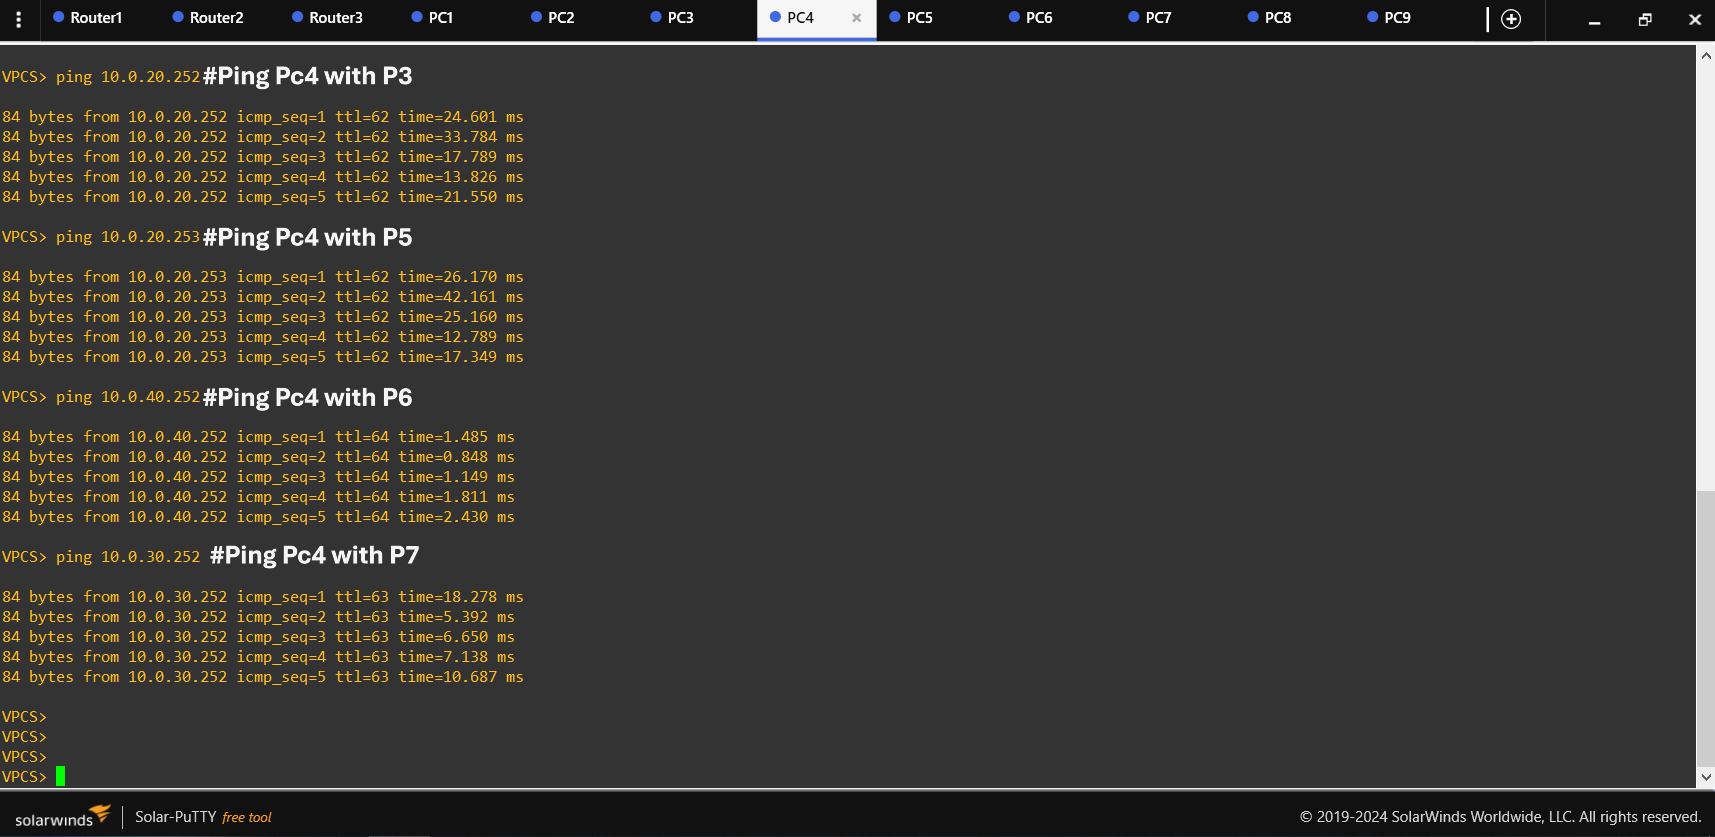 Router1 Router2 Router3 PC1 PC2 PC3 PC4 PC5 PC6 PC7 PC8 PC9
VPCS> ping 10.0.20.252 #Ping Pc4 with P3
84 bytes from 10.0.20.252 icmp_seq=1 ttl=62 time=24.601 ms
84 bytes from 10.0.20.252 icmp_seq=2 ttl=62 time=33.784 ms
84 bytes from 10.0.20.252 icmp_seq=3 ttl=62 time=17.789 ms
84 bytes from 10.0.20.252 icmp_seq=4 ttl=62 time=13.826 ms
84 bytes from 10.0.20.252 icmp_seq=5 ttl=62 time=21.550 ms
VPCS> ping 10.0.20.253 #Ping Pc4 with P5
84 bytes from 10.0.20.253 icmp_seq=1 ttl=62 time=26.170 ms
84 bytes from 10.0.20.253 icmp_seq=2 ttl=62 time=42.161 ms
84 bytes from 10.0.20.253 icmp_seq=3 ttl=62 time=25.160 ms
84 bytes from 10.0.20.253 icmp_seq=4 ttl=62 time=12.789 ms
84 bytes from 10.0.20.253 icmp_seq=5 ttl=62 time=17.349 ms
VPCS> ping 10.0.40.252 #Ping Pc4 with P6
84 bytes from 10.0.40.252 icmp_seq=1 ttl=64 time=1.485 ms
84 bytes from 10.0.40.252 icmp_seq=2 ttl=64 time=0.848 ms
84 bytes from 10.0.40.252 icmp_seq=3 ttl=64 time=1.149 ms
84 bytes from 10.0.40.252 icmp_seq=4 ttl=64 time=1.811 ms
84 bytes from 10.0.40.252 icmp_seq=5 ttl=64 time=2.430 ms
VPCS> ping 10.0.30.252 #Ping Pc4 with P7
84 bytes from 10.0.30.252 icmp_seq=1 ttl=63 time=18.278 ms
84 bytes from 10.0.30.252 icmp_seq=2 ttl=63 time=5.392 ms
84 bytes from 10.0.30.252 icmp_seq=3 ttl=63 time=6.650 ms
84 bytes from 10.0.30.252 icmp_seq=4 ttl=63 time=7.138 ms
84 bytes from 10.0.30.252 icmp_seq=5 ttl=63 time=10.687 ms
VPCS>
VPCS>
VPCS>
VPCS>
solarwinds Solar-PuTTY free tool © 2019-2024 SolarWinds Worldwide, LLC. All rights reserved.